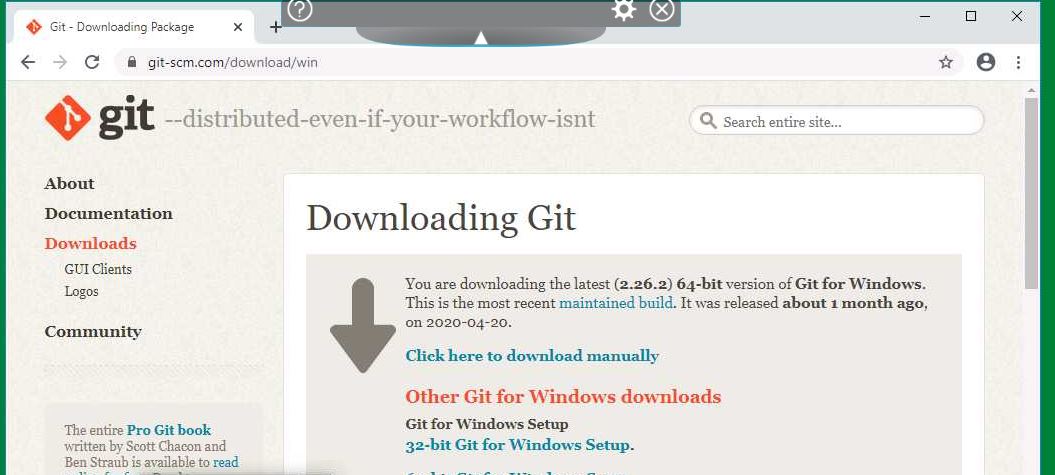 Git - Downloading Package
git-scm.com/download/win
git --distributed-even-if-your-workflow-isnt
Search entire site...
About
Documentation
Downloads
GUI Clients
Logos
Community
The entire Pro Git book
written by Scott Chacon and
Ben Straub is available to read
Downloading Git
You are downloading the latest (2.26.2) 64-bit version of Git for Windows.
This is the most recent maintained build. It was released about 1 month ago,
on 2020-04-20.
Click here to download manually
Other Git for Windows downloads
Git for Windows Setup
32-bit Git for Windows Setup.